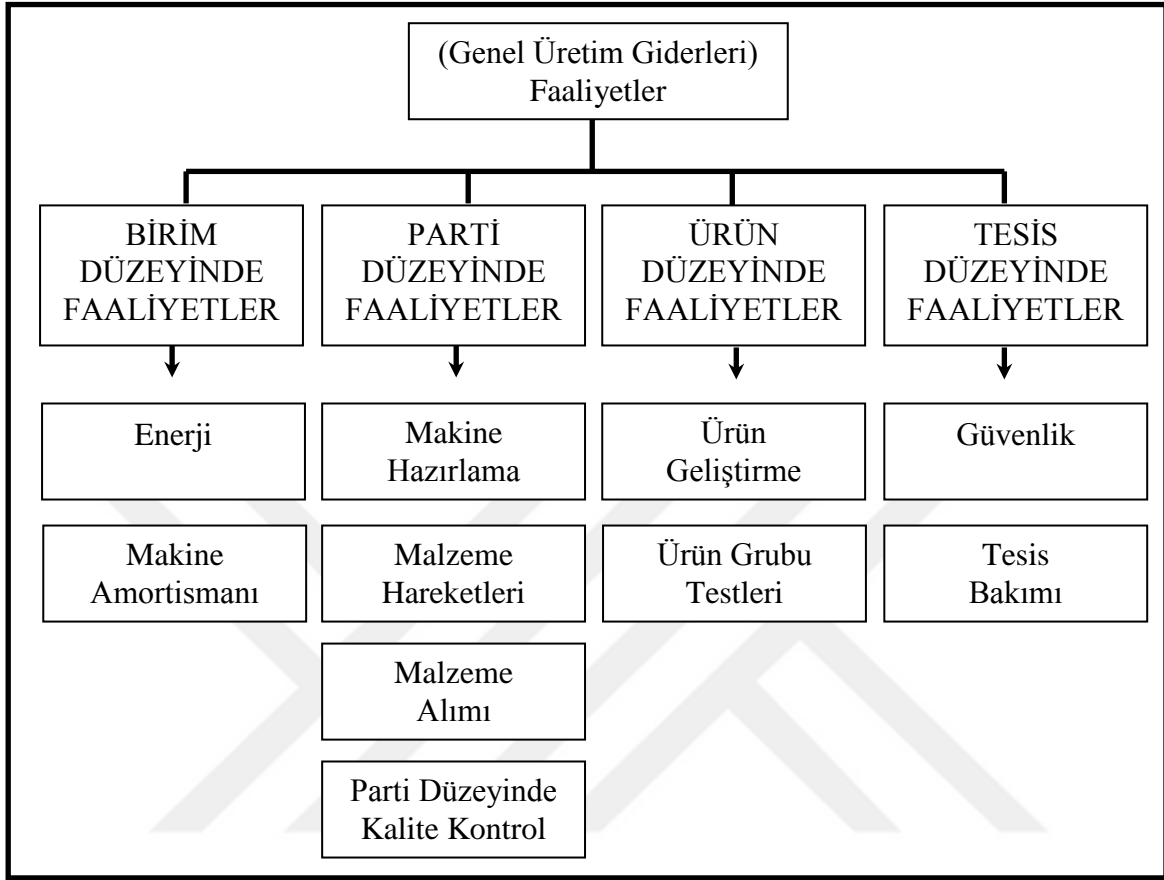 (Genel Üretim Giderleri)
Faaliyetler
BİRİM
DÜZEYİNDE
FAALİYETLER
PARTİ
DÜZEYİNDE
FAALİYETLER
ÜRÜN
DÜZEYİNDE
FAALİYETLER
TESİS
DÜZEYİNDE
FAALİYETLER
Enerji
Makine
Amortismanı
Makine
Hazırlama
Malzeme
Hareketleri
Malzeme
Alımı
Parti Düzeyinde
Kalite Kontrol
Ürün
Geliştirme
Ürün Grubu
Testleri
Güvenlik
Tesis
Bakımı